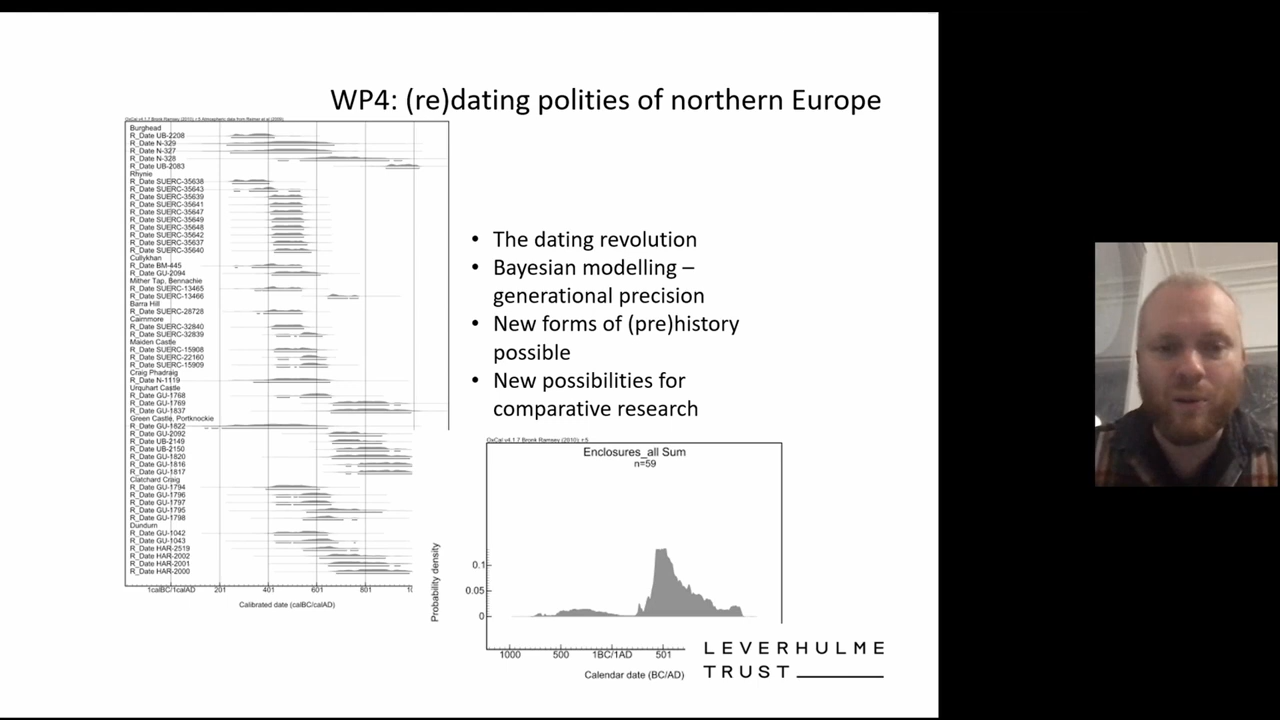 WP4: (re)dating polities of northern Europe
OxCal v4.1.7 Bronk Ramsey (2010); r:5 Atmospheric data from Reimer et al (2009);
Burghead
R_Date UB-2208
R_Date N-329
R_Date N-327
R_Date N-328
R_Date UB-2083
Rhynie
R_Date SUERC-35638
R_Date SUERC-35643
R_Date SUERC-35639
R_Date SUERC-35641
R_Date SUERC-35647
R_Date SUERC-35649
R_Date SUERC-35648
R_Date SUERC-35642
R_Date SUERC-35637
R_Date SUERC-35640
Cullykhan
R_Date BM-445
R_Date GU-2094
Mither Tap, Bennachie
R_Date SUERC-13465
R_Date SUERC-13466
Barra Hill
R_Date SUERC-28728
Cairnmore
R_Date SUERC-32840
R_Date SUERC-32839
Maiden Castle
R_Date SUERC-15908
R_Date SUERC-22160
R_Date SUERC-15909
Craig Phadraig
R_Date N-1119
Urquhart Castle
R_Date GU-1768
R_Date GU-1769
R_Date GU-1837
Green Castle, Portknockie
R_Date GU-1822
R_Date GU-2092
R_Date UB-2149
R_Date UB-2150
R_Date GU-1820
R_Date GU-1816
R_Date GU-1817
Clatchard Craig
R_Date GU-1794
R_Date GU-1796
R_Date GU-1797
R_Date GU-1795
R_Date GU-1798
Dundurn
R_Date GU-1042
R_Date GU-1043
R_Date HAR-2519
R_Date HAR-2002
R_Date HAR-2001
R_Date HAR-2000
1calBC/1calAD 201 401 601 801 1(
Calibrated date (calBC/calAD)
• The dating revolution
• Bayesian modelling –
generational precision
• New forms of (pre)history
possible
• New possibilities for
comparative research
OxCal v4.1.7 Bronk Ramsey (2010); r:5
Enclosures_all Sum
n=59
Probability density
0.1
0.05
0
1000 500 1BC/1AD 501
Calendar date (BC/AD)
LEVERHULME
TRUST